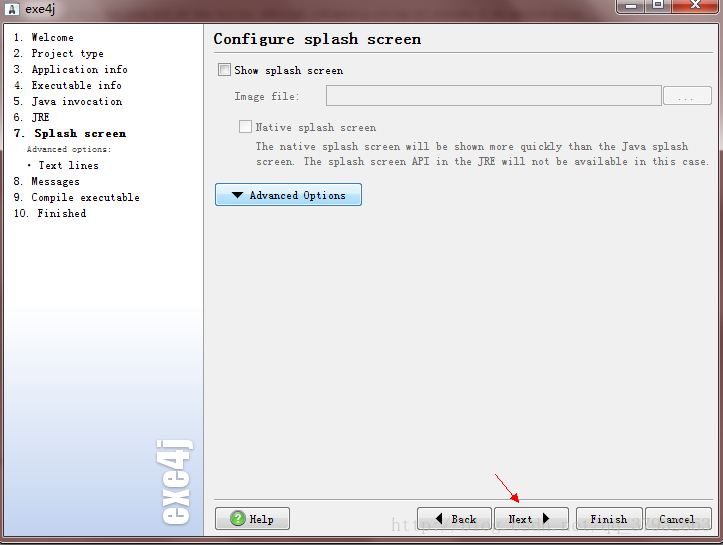 exe4j
1. Welcome
2. Project type
3. Application info
4. Executable info
5. Java invocation
6. JRE
7. Splash screen
Advanced options:
· Text lines
8. Messages
9. Compile executable
10. Finished
exe4j
Configure splash screen
Show splash screen
Image file:
...
Native splash screen
The native splash screen will be shown more quickly than the Java splash
screen. The splash screen API in the JRE will not be available in this case.
Advanced Options
Help
Back
Next
Finish
Cancel